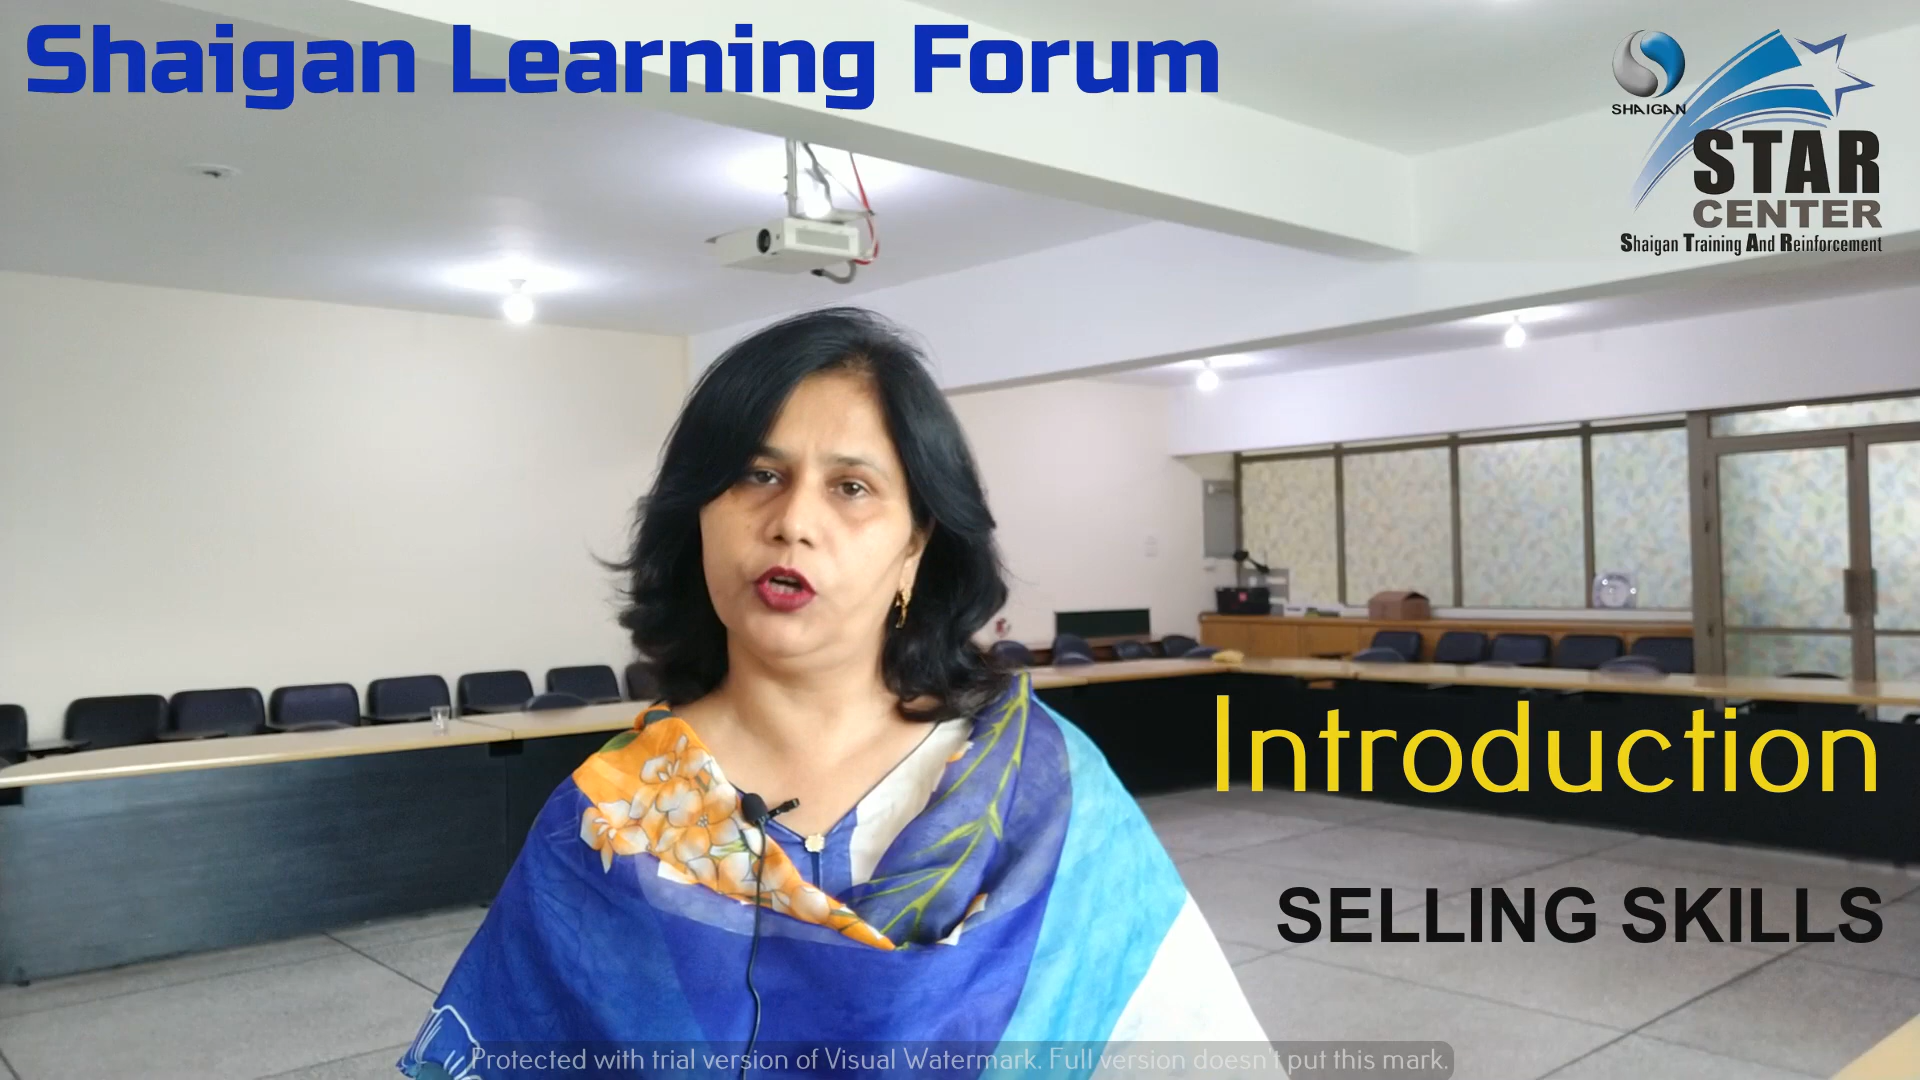 Shaigan Learning Forum
SHAIGAN
STAR
CENTER
Shaigan Training And Reinforcement
Introduction
SELLING SKILLS
Protected with trial version of Visual Watermark. Full version doesn't put this mark.